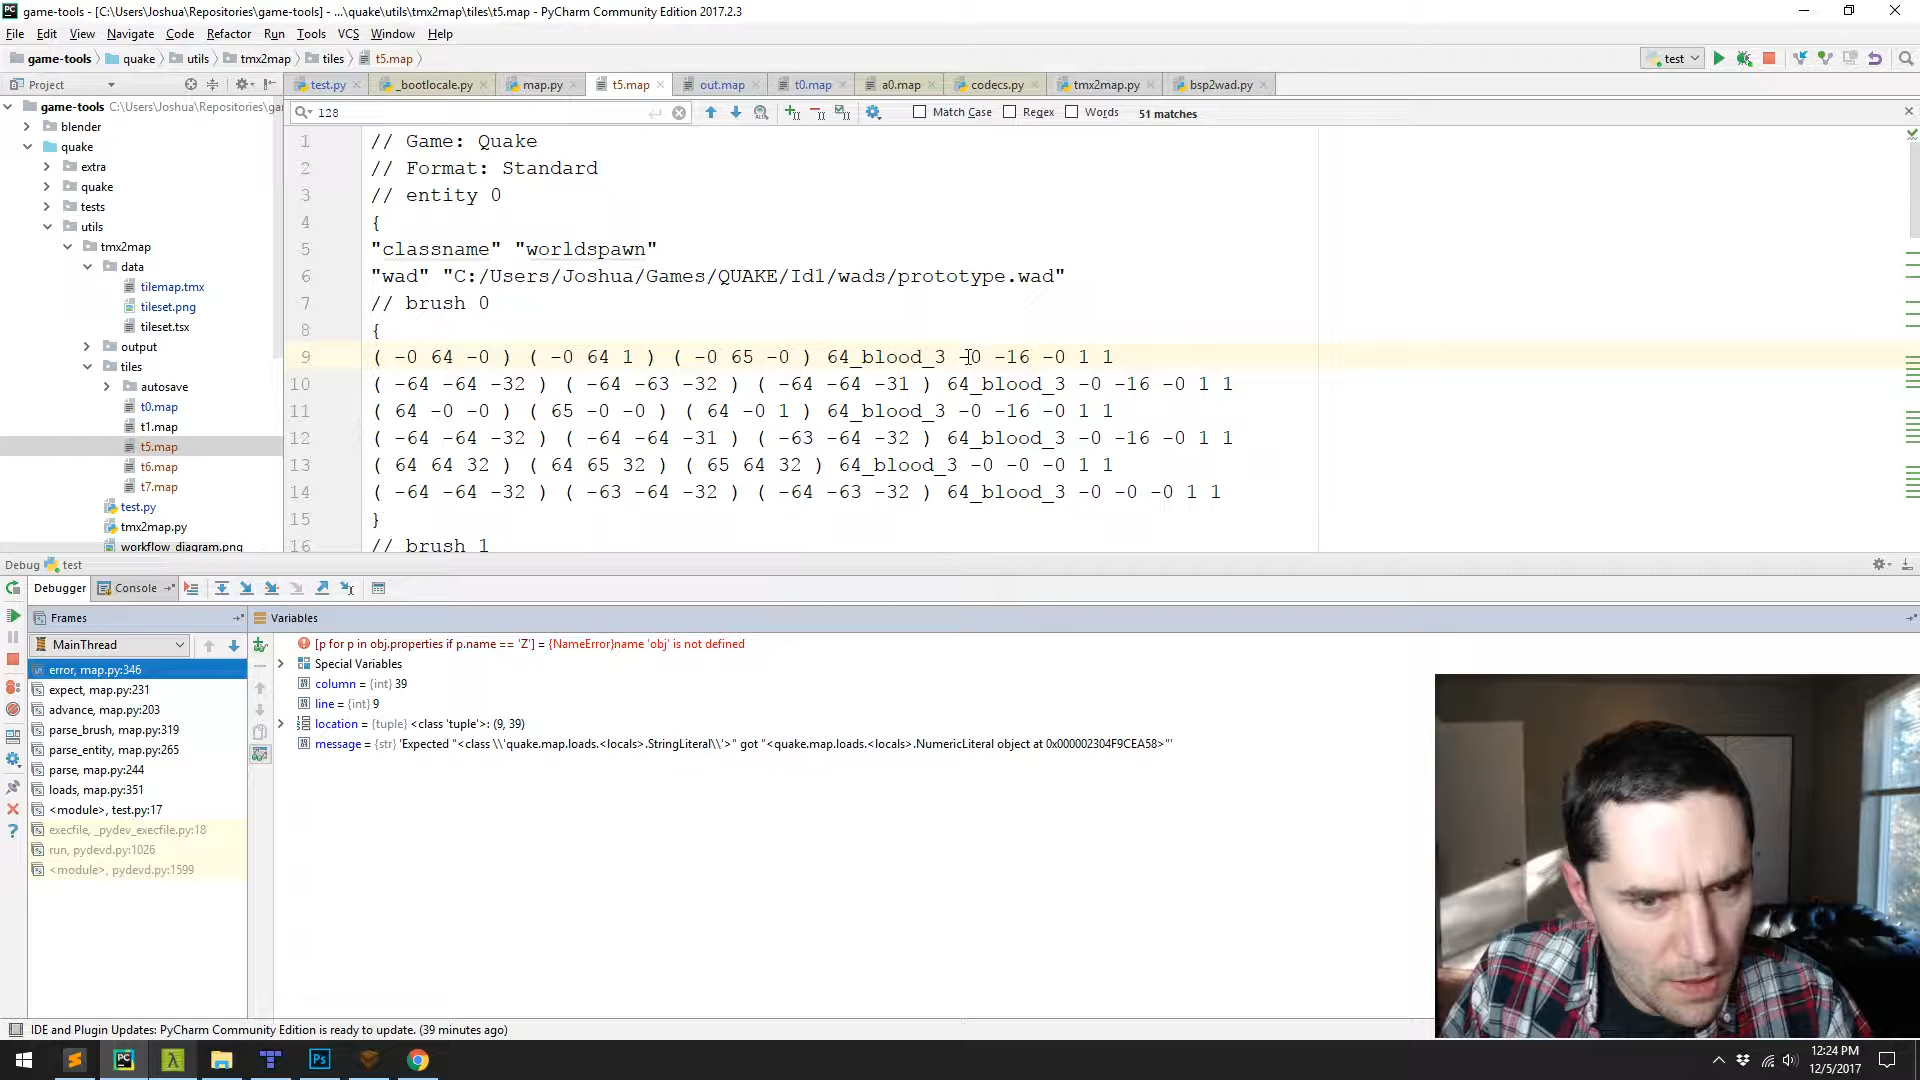 game-tools - [C:\Users\Joshua\Repositories\game-tools] - ...\quake\utils\tmx2map\tiles\t5.map - PyCharm Community Edition 2017.2.3
File Edit View Navigate Code Refactor Run Tools VCS Window Help
game-tools quake utils tmx2map tiles t5.map
test
Project
test.py _bootlocale.py map.py t5.map out.map t0.map a0.map codecs.py tmx2map.py bsp2wad.py
game-tools C:\Users\Joshua\Repositories\ga
blender
quake
extra
quake
tests
utils
tmx2map
data
tilemap.tmx
tileset.png
tileset.tsx
output
tiles
autosave
t0.map
t1.map
t5.map
t6.map
t7.map
test.py
tmx2map.py
workflow_diagram.png
128
Match Case Regex Words 51 matches
1 // Game: Quake
2 // Format: Standard
3 // entity 0
4 {
5 "classname" "worldspawn"
6 "wad" "C:/Users/Joshua/Games/QUAKE/Id1/wads/prototype.wad"
7 // brush 0
8 {
9 ( -0 64 -0 ) ( -0 64 1 ) ( -0 65 -0 ) 64_blood_3 -0 -16 -0 1 1
10 ( -64 -64 -32 ) ( -64 -63 -32 ) ( -64 -64 -31 ) 64_blood_3 -0 -16 -0 1 1
11 ( 64 -0 -0 ) ( 65 -0 -0 ) ( 64 -0 1 ) 64_blood_3 -0 -16 -0 1 1
12 ( -64 -64 -32 ) ( -64 -64 -31 ) ( -63 -64 -32 ) 64_blood_3 -0 -16 -0 1 1
13 ( 64 64 32 ) ( 64 65 32 ) ( 65 64 32 ) 64_blood_3 -0 -0 -0 1 1
14 ( -64 -64 -32 ) ( -63 -64 -32 ) ( -64 -63 -32 ) 64_blood_3 -0 -0 -0 1 1
15 }
16 // brush 1
Debug test
Debugger Console
Frames
MainThread
error, map.py:346
expect, map.py:231
advance, map.py:203
parse_brush, map.py:319
parse_entity, map.py:265
parse, map.py:244
loads, map.py:351
<module>, test.py:17
execfile, _pydev_execfile.py:18
run, pydevd.py:1026
<module>, pydevd.py:1599
Variables
[p for p in obj.properties if p.name == 'Z'] = {NameError}name 'obj' is not defined
Special Variables
column = {int} 39
line = {int} 9
location = {tuple} <class 'tuple'>: (9, 39)
message = {str} 'Expected "<class \\'quake.map.loads.<locals>.StringLiteral\\'>" got "<quake.map.loads.<locals>.NumericLiteral object at 0x000002304F9CEA58>"'
IDE and Plugin Updates: PyCharm Community Edition is ready to update. (39 minutes ago)
12:24 PM
12/5/2017